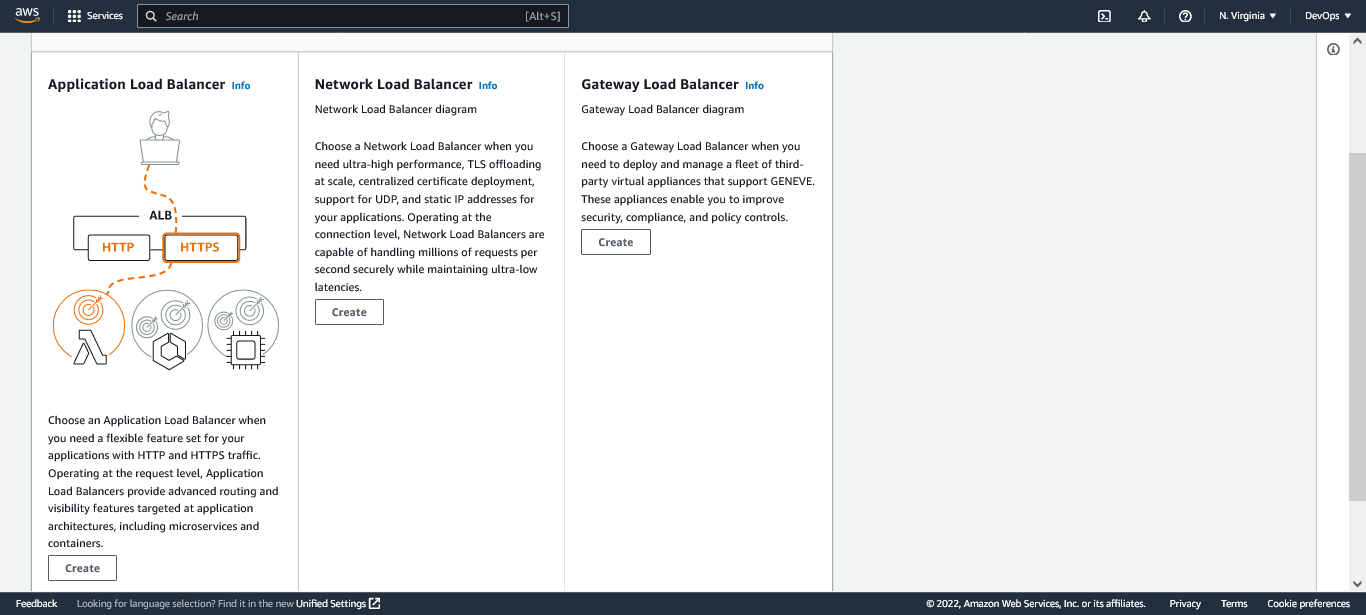 aws Services Search [Alt+S] N. Virginia DevOps
Application Load Balancer Info
ALB
HTTP HTTPS
Choose an Application Load Balancer when
you need a flexible feature set for your
applications with HTTP and HTTPS traffic.
Operating at the request level, Application
Load Balancers provide advanced routing and
visibility features targeted at application
architectures, including microservices and
containers.
Create
Network Load Balancer Info
Network Load Balancer diagram
Choose a Network Load Balancer when you
need ultra-high performance, TLS offloading
at scale, centralized certificate deployment,
support for UDP, and static IP addresses for
your applications. Operating at the
connection level, Network Load Balancers are
capable of handling millions of requests per
second securely while maintaining ultra-low
latencies.
Create
Gateway Load Balancer Info
Gateway Load Balancer diagram
Choose a Gateway Load Balancer when you
need to deploy and manage a fleet of third-
party virtual appliances that support GENEVE.
These appliances enable you to improve
security, compliance, and policy controls.
Create
Feedback Looking for language selection? Find it in the new Unified Settings © 2022, Amazon Web Services, Inc. or its affiliates. Privacy Terms Cookie preferences